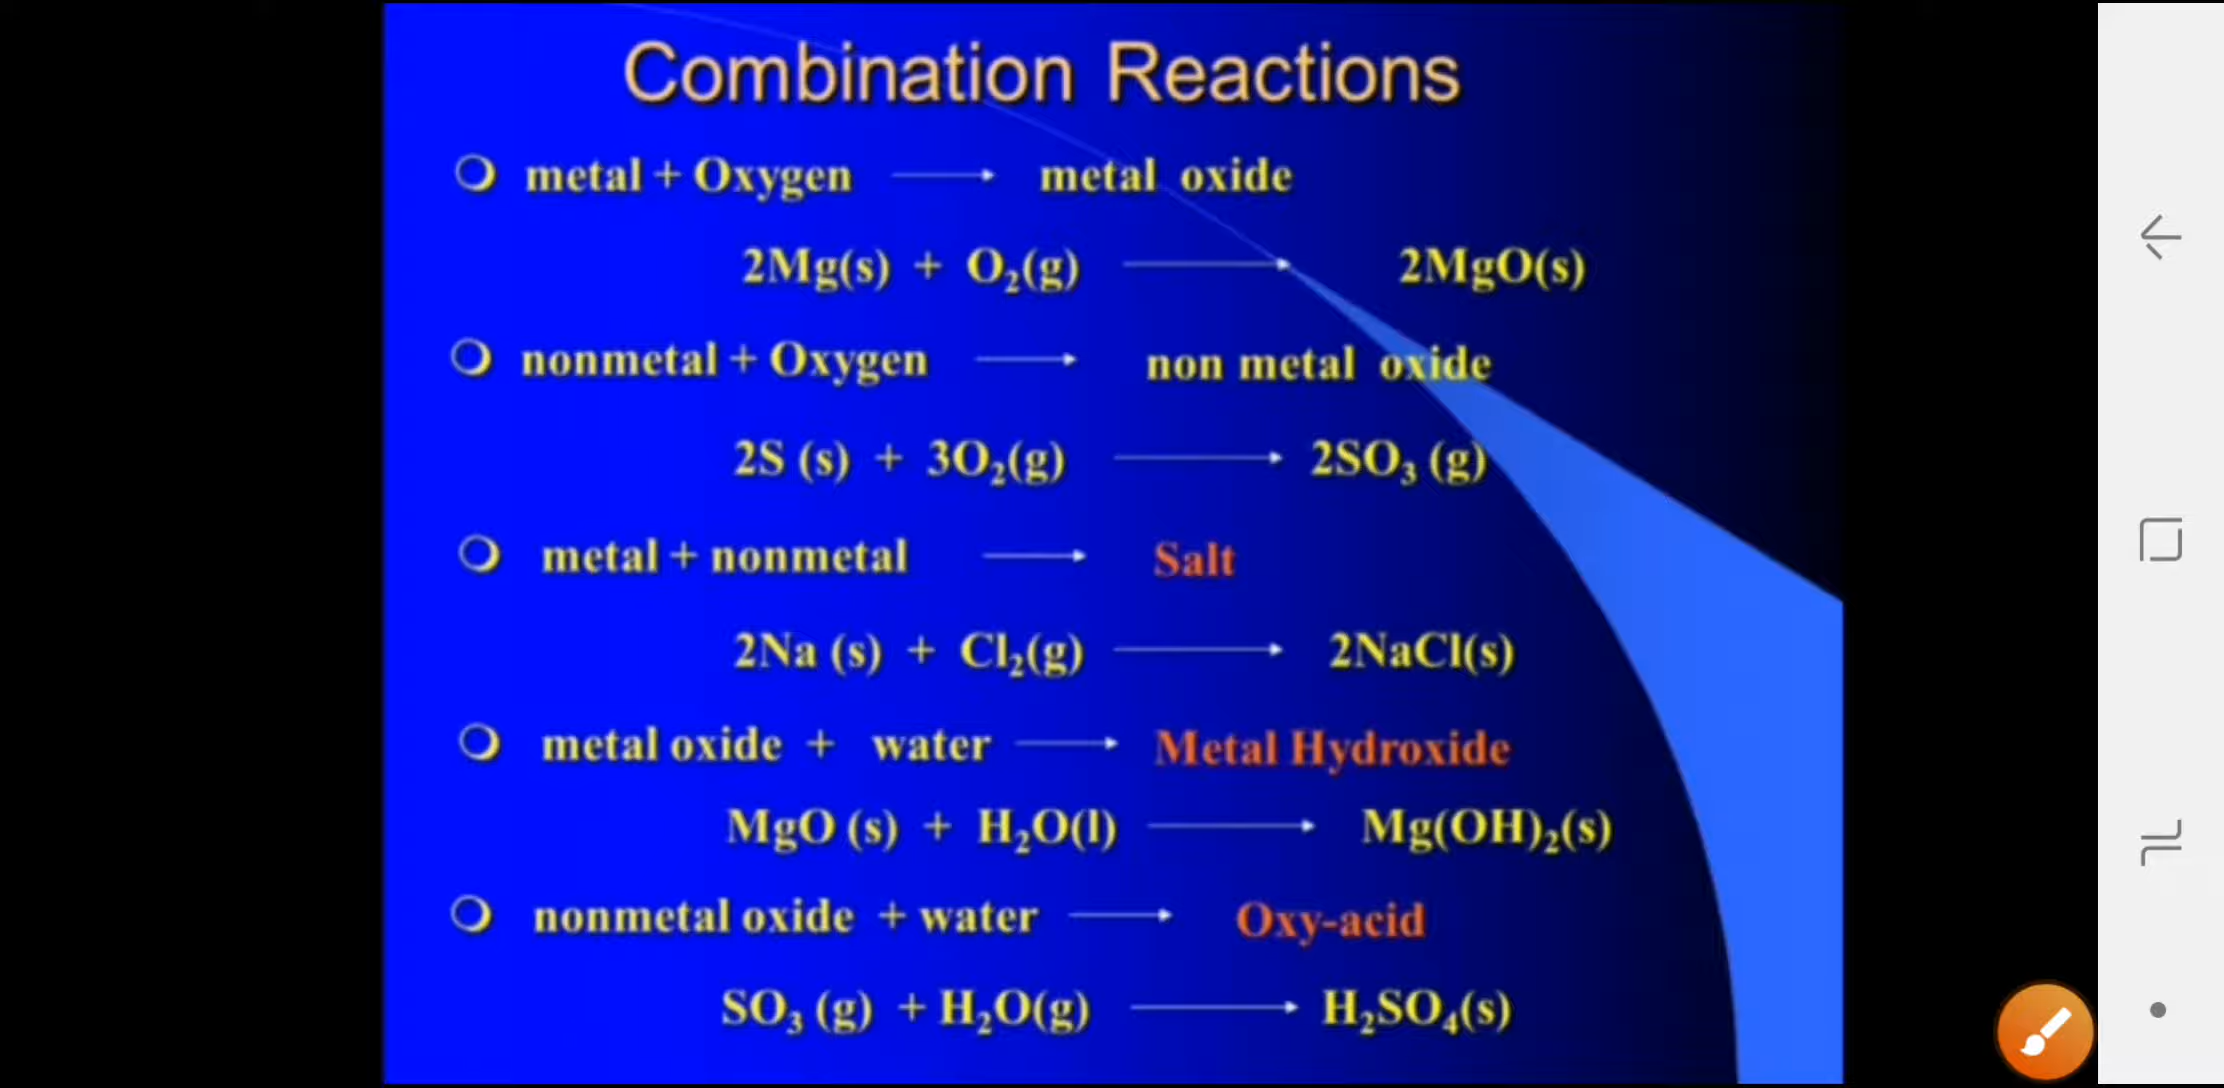 Combination Reactions
metal + Oxygen → metal oxide
2Mg(s) + O₂(g) → 2MgO(s)
nonmetal + Oxygen → non metal oxide
2S (s) + 3O₂(g) → 2SO₃ (g)
metal + nonmetal → Salt
2Na (s) + Cl₂(g) → 2NaCl(s)
metal oxide + water → Metal Hydroxide
MgO (s) + H₂O(l) → Mg(OH)₂(s)
nonmetal oxide + water → Oxy-acid
SO₃ (g) + H₂O(g) → H₂SO₄(s)